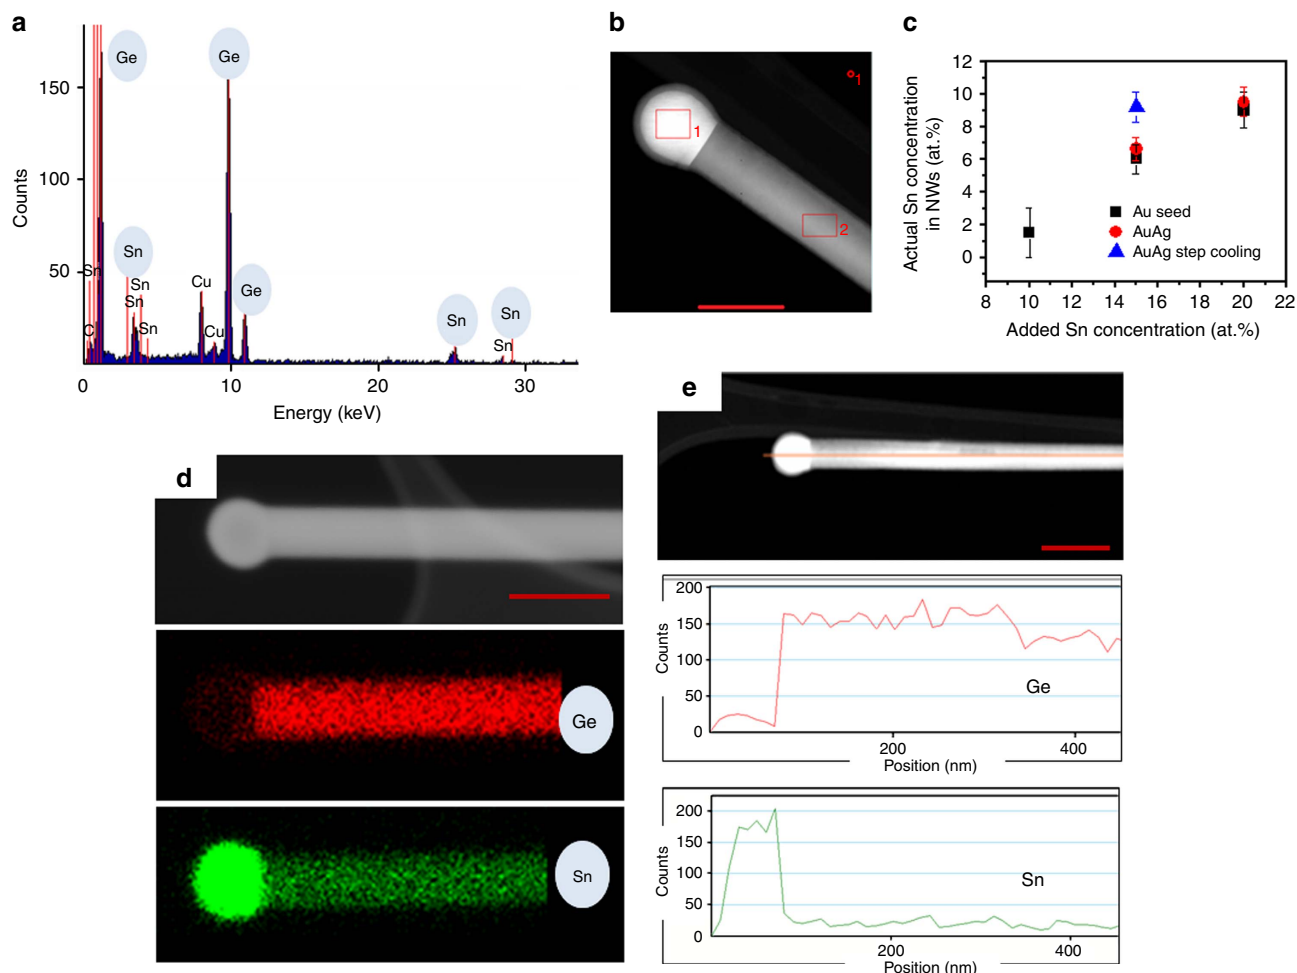 a
Counts
150
100
50
0
10
20
30
Energy (keV)
Ge
Ge
Sn
Sn
Sn
Sn
Sn
C
Cu
Cu
Ge
Sn
Sn
Sn
b
1
1
2
c
Actual Sn concentration
in NWs (at.%)
12
10
8
6
4
2
0
8
10
12
14
16
18
20
22
Added Sn concentration (at.%)
Au seed
AuAg
AuAg step cooling
d
Ge
Sn
e
Counts
200
150
100
50
0
200
400
Position (nm)
Ge
Counts
200
150
100
50
0
200
400
Position (nm)
Sn